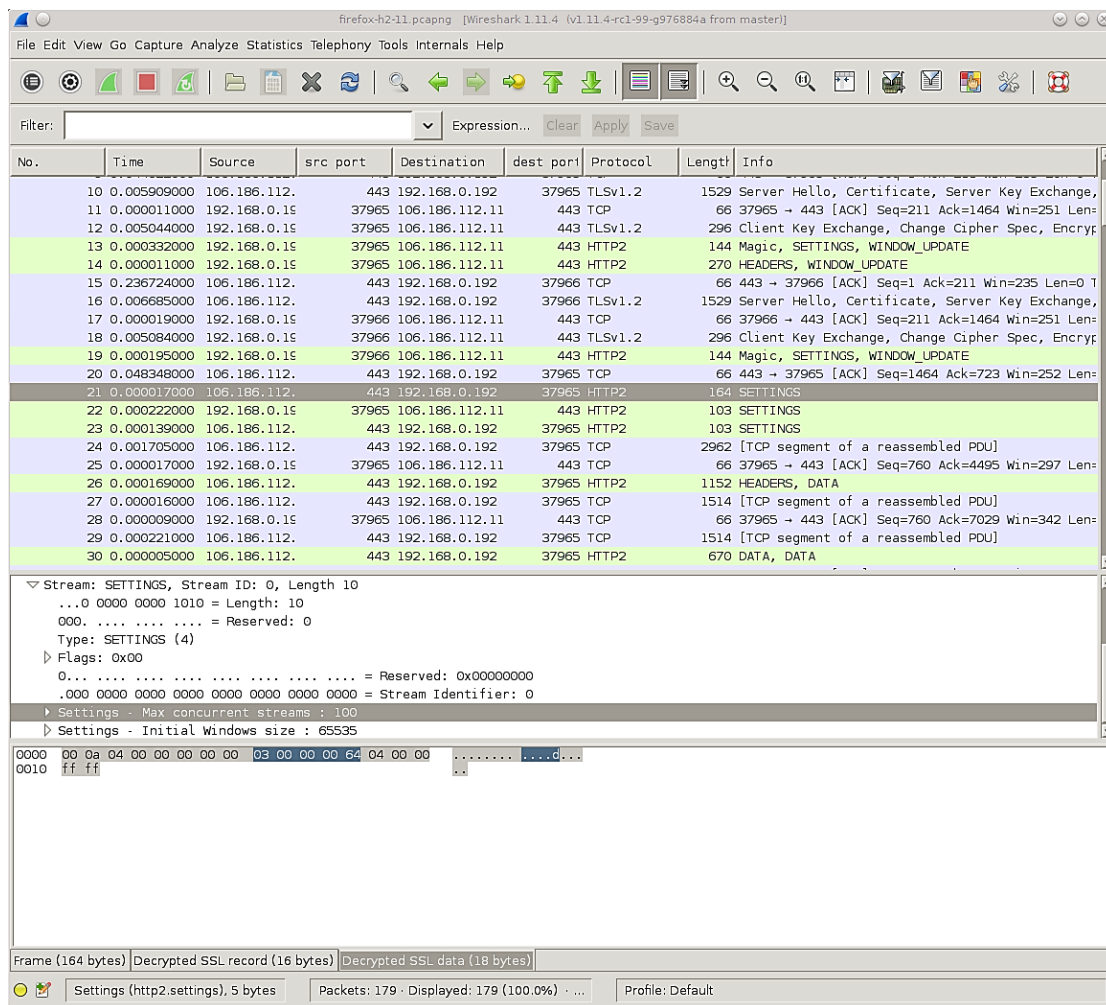 firefox-h2-11.pcapng [Wireshark 1.11.4 (v1.11.4-rc1-99-g976884a from master)]
File Edit View Go Capture Analyze Statistics Telephony Tools Internals Help
Filter: Expression... Clear Apply Save
No. Time Source src port Destination dest port Protocol Length Info
10 0.005909000 106.186.112. 443 192.168.0.192 37965 TLSv1.2 1529 Server Hello, Certificate, Server Key Exchange,
11 0.000011000 192.168.0.19 37965 106.186.112.11 443 TCP 66 37965 → 443 [ACK] Seq=211 Ack=1464 Win=251 Len=
12 0.005044000 192.168.0.19 37965 106.186.112.11 443 TLSv1.2 296 Client Key Exchange, Change Cipher Spec, Encryp
13 0.000332000 192.168.0.19 37965 106.186.112.11 443 HTTP2 144 Magic, SETTINGS, WINDOW_UPDATE
14 0.000011000 192.168.0.19 37965 106.186.112.11 443 HTTP2 270 HEADERS, WINDOW_UPDATE
15 0.236724000 106.186.112. 443 192.168.0.192 37966 TCP 66 443 → 37966 [ACK] Seq=1 Ack=211 Win=235 Len=0 T
16 0.006685000 106.186.112. 443 192.168.0.192 37966 TLSv1.2 1529 Server Hello, Certificate, Server Key Exchange,
17 0.000019000 192.168.0.19 37966 106.186.112.11 443 TCP 66 37966 → 443 [ACK] Seq=211 Ack=1464 Win=251 Len=
18 0.005084000 192.168.0.19 37966 106.186.112.11 443 TLSv1.2 296 Client Key Exchange, Change Cipher Spec, Encryp
19 0.000195000 192.168.0.19 37966 106.186.112.11 443 HTTP2 144 Magic, SETTINGS, WINDOW_UPDATE
20 0.048348000 106.186.112. 443 192.168.0.192 37965 TCP 66 443 → 37965 [ACK] Seq=1464 Ack=723 Win=252 Len=
21 0.000017000 106.186.112. 443 192.168.0.192 37965 HTTP2 164 SETTINGS
22 0.000222000 192.168.0.19 37965 106.186.112.11 443 HTTP2 103 SETTINGS
23 0.000139000 106.186.112. 443 192.168.0.192 37965 HTTP2 103 SETTINGS
24 0.001705000 106.186.112. 443 192.168.0.192 37965 TCP 2962 [TCP segment of a reassembled PDU]
25 0.000017000 192.168.0.19 37965 106.186.112.11 443 TCP 66 37965 → 443 [ACK] Seq=760 Ack=4495 Win=297 Len=
26 0.000169000 106.186.112. 443 192.168.0.192 37965 HTTP2 1152 HEADERS, DATA
27 0.000016000 106.186.112. 443 192.168.0.192 37965 TCP 1514 [TCP segment of a reassembled PDU]
28 0.000009000 192.168.0.19 37965 106.186.112.11 443 TCP 66 37965 → 443 [ACK] Seq=760 Ack=7029 Win=342 Len=
29 0.000221000 106.186.112. 443 192.168.0.192 37965 TCP 1514 [TCP segment of a reassembled PDU]
30 0.000005000 106.186.112. 443 192.168.0.192 37965 HTTP2 670 DATA, DATA
Stream: SETTINGS, Stream ID: 0, Length 10
...0 0000 0000 1010 = Length: 10
000. .... .... .... = Reserved: 0
Type: SETTINGS (4)
Flags: 0x00
0... .... .... .... .... .... .... .... = Reserved: 0x00000000
.000 0000 0000 0000 0000 0000 0000 0000 = Stream Identifier: 0
Settings - Max concurrent streams : 100
Settings - Initial Windows size : 65535
0000 00 0a 04 00 00 00 00 00 03 00 00 00 64 04 00 00 ........ ....d...
0010 ff ff ..
Frame (164 bytes) Decrypted SSL record (16 bytes) Decrypted SSL data (18 bytes)
Settings (http2.settings), 5 bytes Packets: 179 · Displayed: 179 (100.0%) · ... Profile: Default